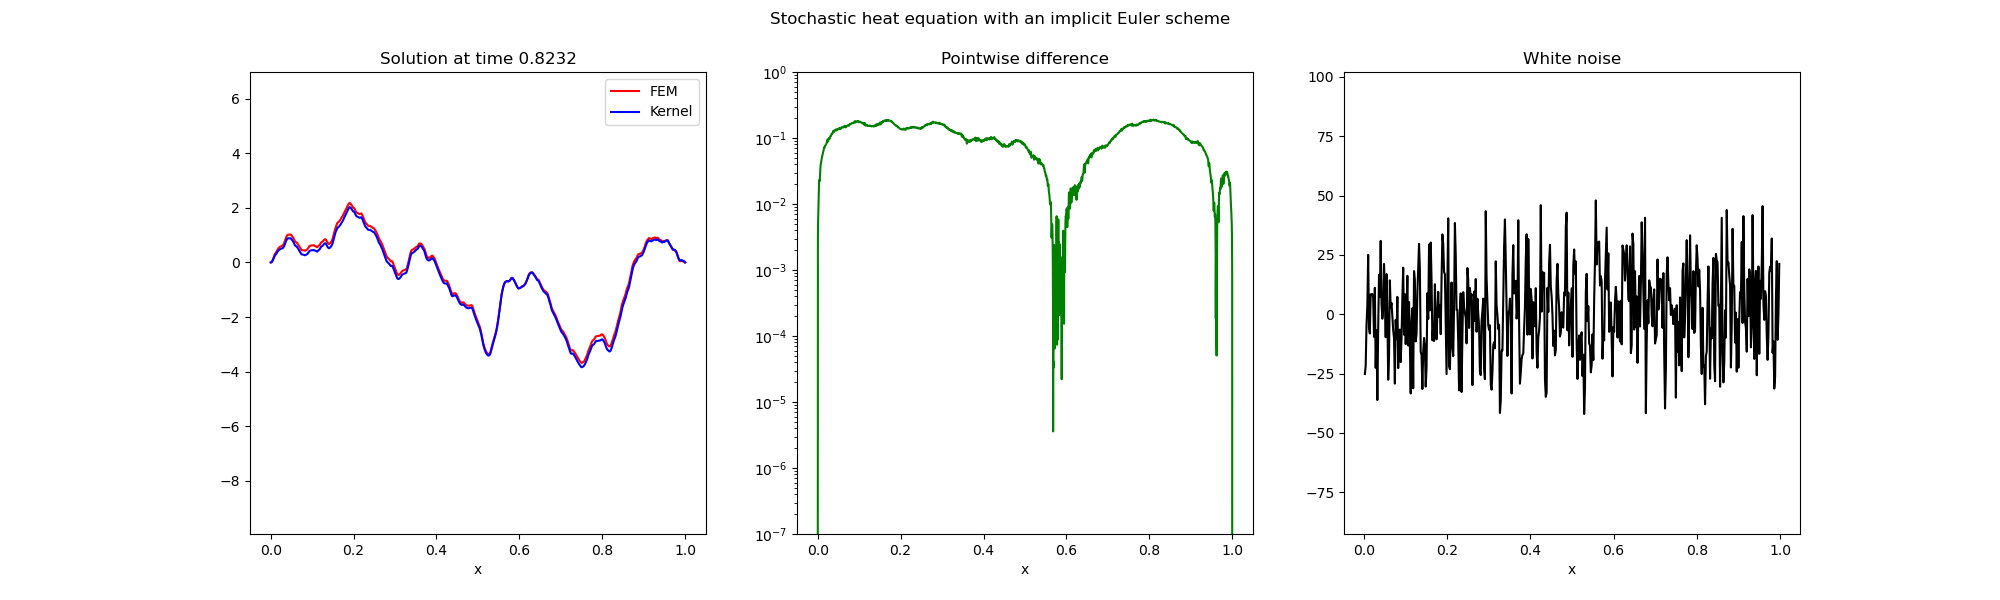 Stochastic heat equation with an implicit Euler scheme
Solution at time 0.8232
6
4
2
0
−2
−4
−6
−8
0.0 0.2 0.4 0.6 0.8 1.0
x
FEM
Kernel
Pointwise difference
10^0
10^−1
10^−2
10^−3
10^−4
10^−5
10^−6
10^−7
0.0 0.2 0.4 0.6 0.8 1.0
x
White noise
100
75
50
25
0
−25
−50
−75
0.0 0.2 0.4 0.6 0.8 1.0
x